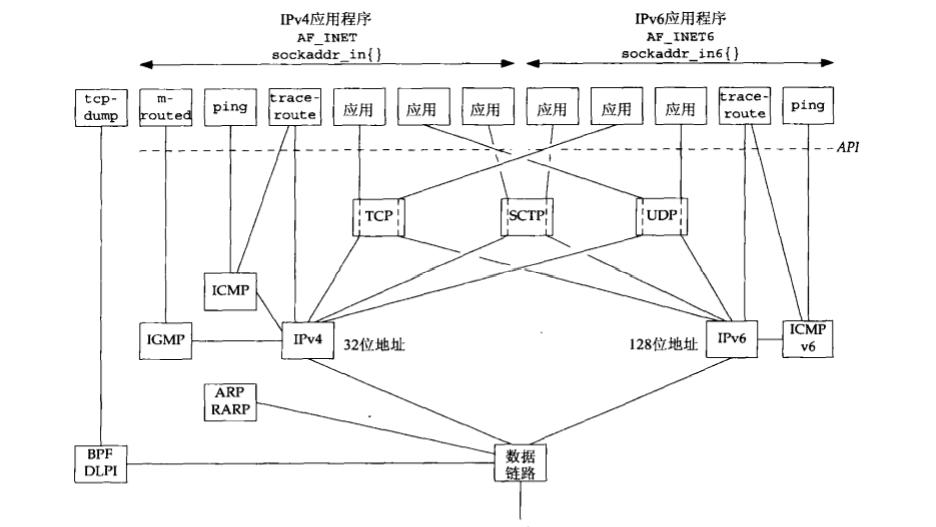 IPv4应用程序
AF_INET
sockaddr_in{}
IPv6应用程序
AF_INET6
sockaddr_in6{}
tcp-
dump
m-
routed
ping
trace-
route
应用
应用
应用
应用
应用
应用
trace-
route
ping
API
TCP
SCTP
UDP
ICMP
IGMP
IPv4
32位地址
128位地址
IPv6
ICMP
v6
ARP
RARP
BPF
DLPI
数据
链路